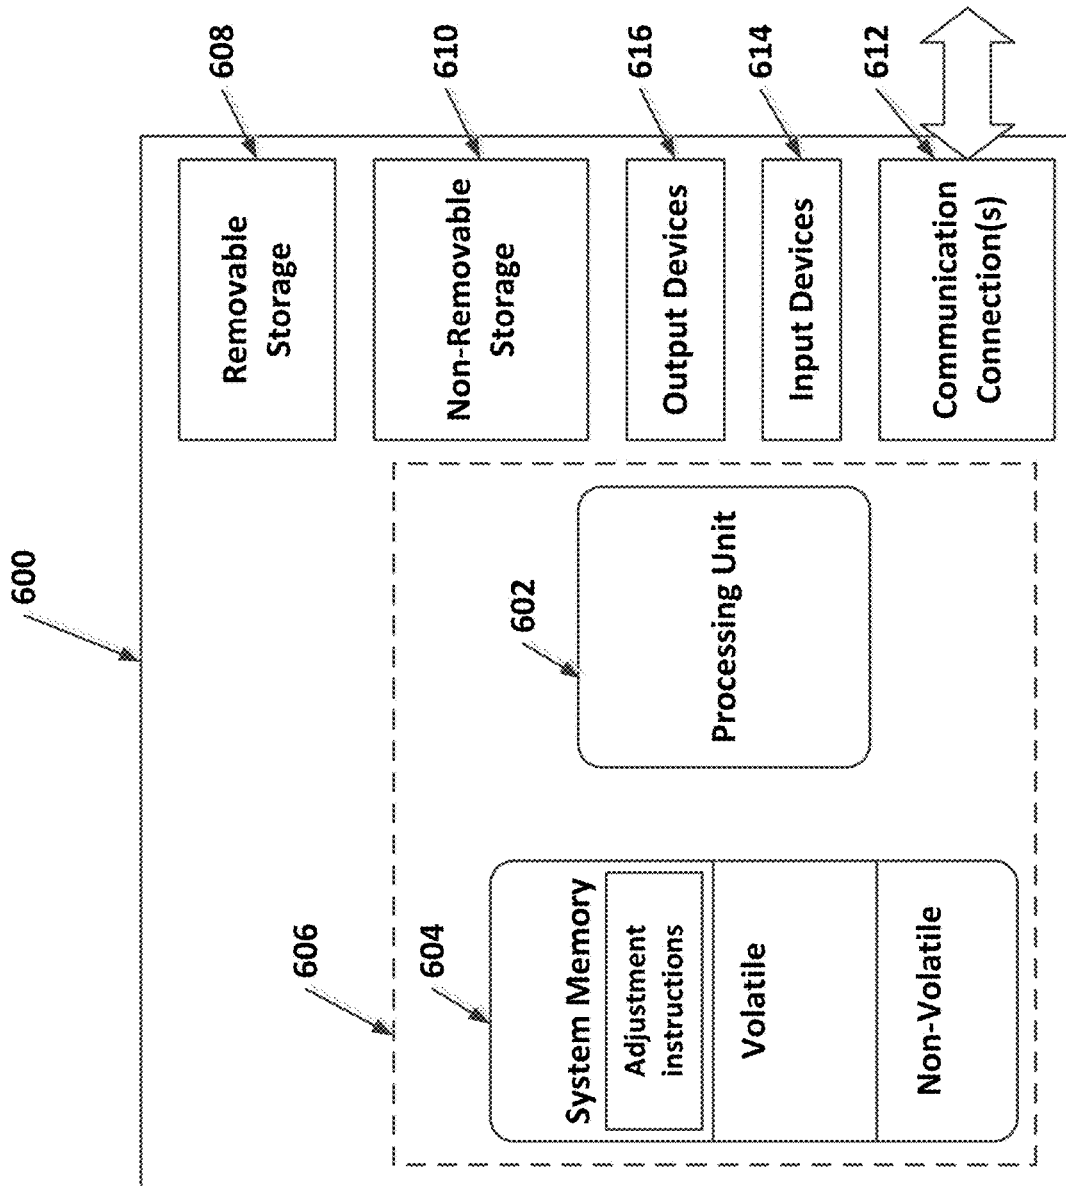 600
606
604
System Memory
Adjustment
instructions
Volatile
Non-Volatile
602
Processing Unit
608
Removable
Storage
610
Non-Removable
Storage
616
Output Devices
614
Input Devices
612
Communication
Connection(s)